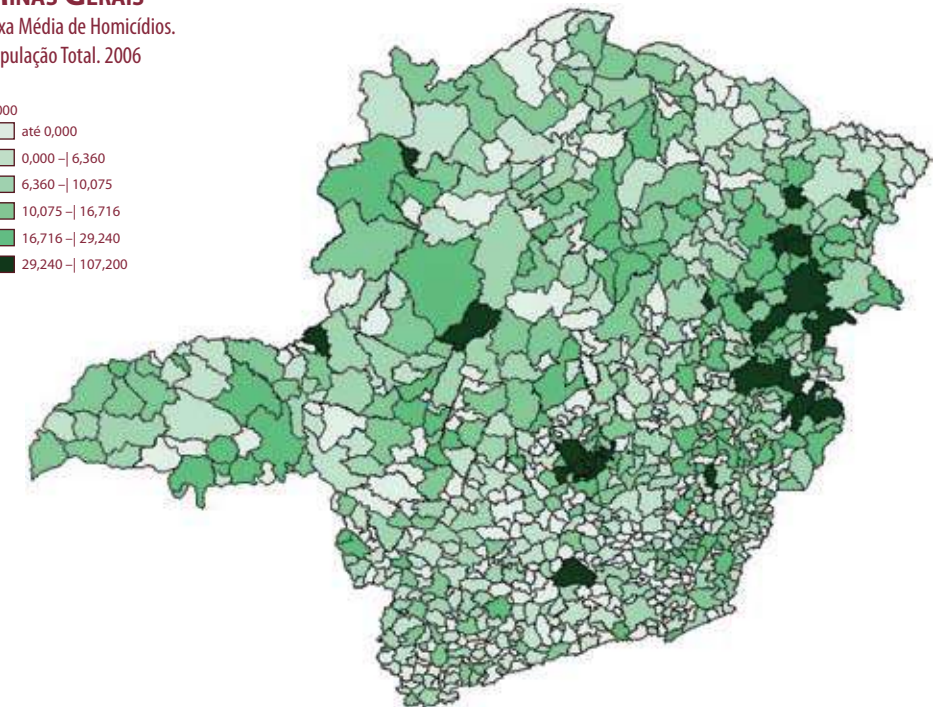 MINAS GERAIS
xa Média de Homicídios.
pulação Total. 2006
000
até 0,000
0,000 –| 6,360
6,360 –| 10,075
10,075 –| 16,716
16,716 –| 29,240
29,240 –| 107,200